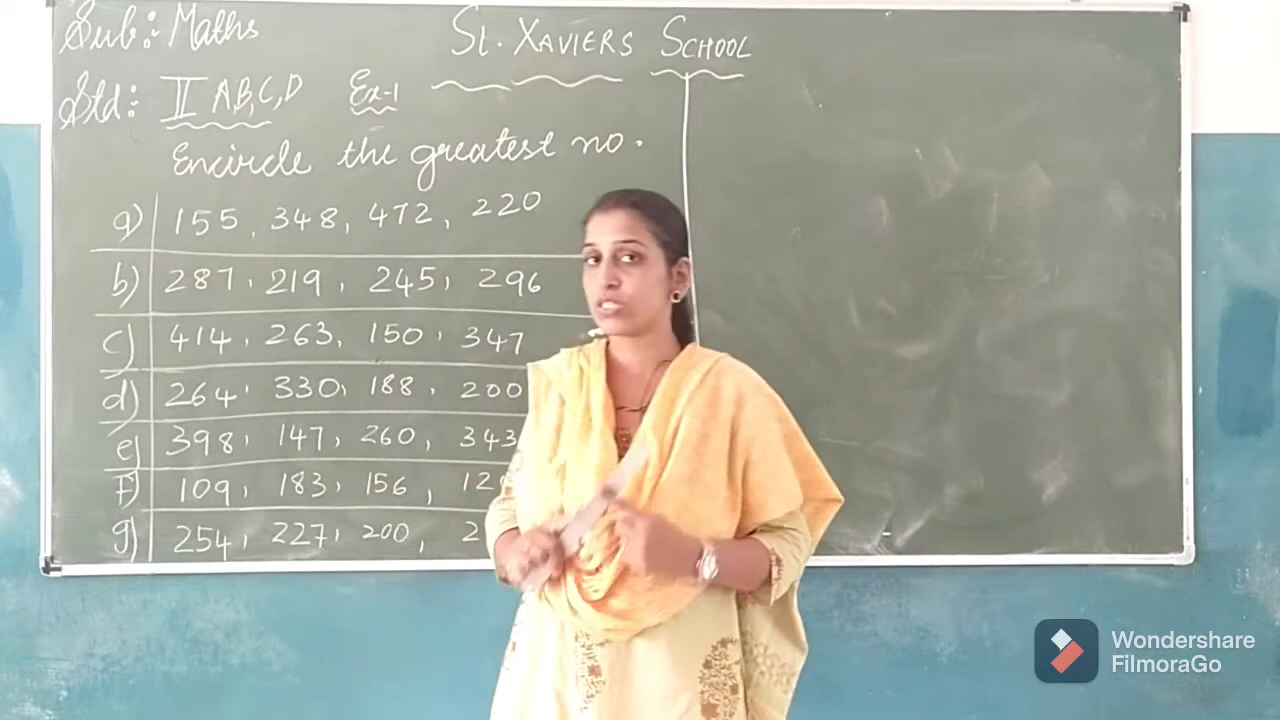 Sub:- Maths
St. XAVIERS SCHOOL
Std:- II A,B,C,D Ex-1
Encircle the greatest no.
a) 155, 348, 472, 220
b) 287, 219, 245, 296
c) 414, 263, 150, 347
d) 264, 330, 188, 200
e) 398, 147, 260, 343
f) 109, 183, 156,
g) 254, 227, 200,
Wondershare
FilmoraGo